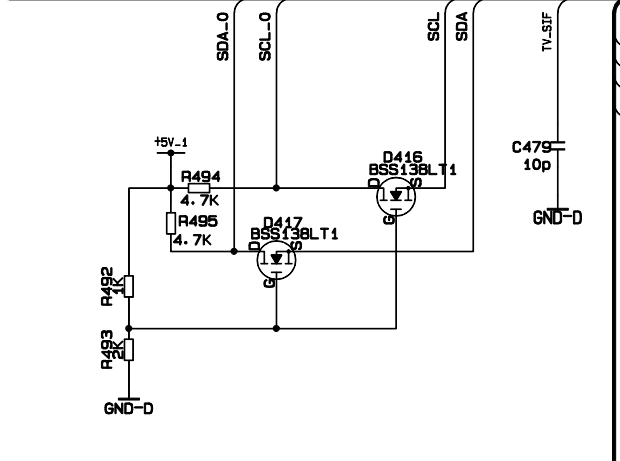 SDA_0
SCL_0
SCL
SDA
TV_SIF
+5V_1
R494
4.7K
R495
4.7K
D416
BSS138LT1
D
S
G
D417
BSS138LT1
D
S
G
C479
10p
GND-D
R492
1K
R493
2K
GND-D